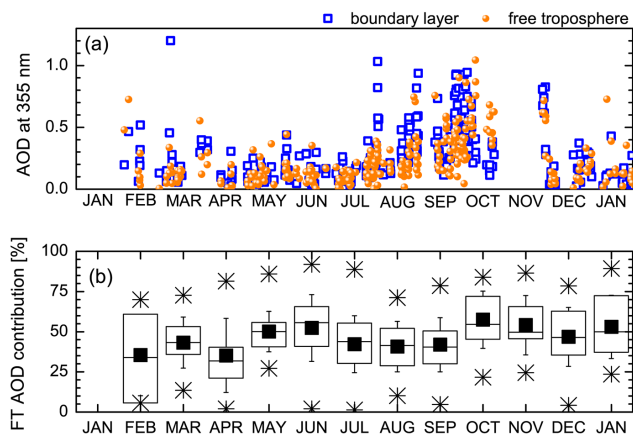 boundary layer free troposphere
(a)
AOD at 355 nm
1.0
0.5
0.0
JAN FEB MAR APR MAY JUN JUL AUG SEP OCT NOV DEC JAN
(b)
FT AOD contribution [%]
100
75
50
25
0
JAN FEB MAR APR MAY JUN JUL AUG SEP OCT NOV DEC JAN